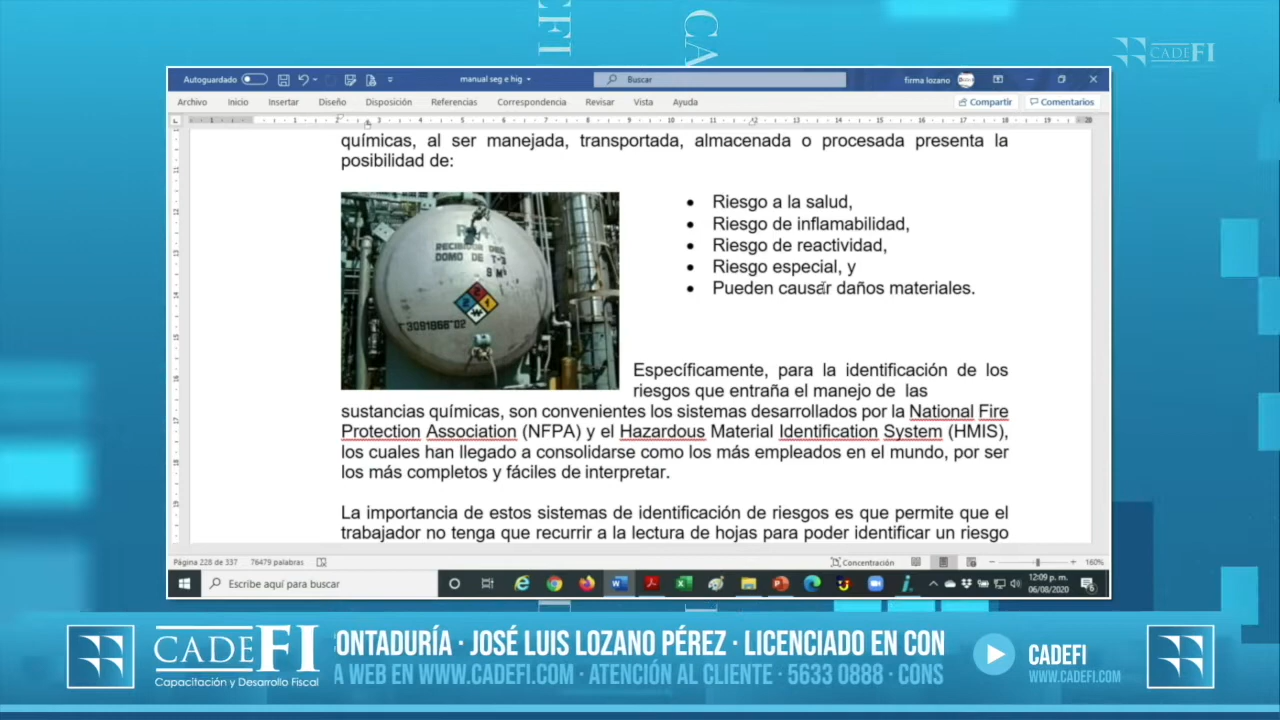 CA
CADEFI
Autoguardado
manual seg e hig
Buscar
firma lozano
Archivo Inicio Insertar Diseño Disposición Referencias Correspondencia Revisar Vista Ayuda
Compartir Comentarios
químicas, al ser manejada, transportada, almacenada o procesada presenta la
posibilidad de:
• Riesgo a la salud,
• Riesgo de inflamabilidad,
• Riesgo de reactividad,
• Riesgo especial, y
• Pueden causar daños materiales.
DOMO DE T-3
Específicamente, para la identificación de los
riesgos que entraña el manejo de las
sustancias químicas, son convenientes los sistemas desarrollados por la National Fire
Protection Association (NFPA) y el Hazardous Material Identification System (HMIS),
los cuales han llegado a consolidarse como los más empleados en el mundo, por ser
los más completos y fáciles de interpretar.
La importancia de estos sistemas de identificación de riesgos es que permite que el
trabajador no tenga que recurrir a la lectura de hojas para poder identificar un riesgo
Página 228 de 337 76479 palabras
Concentración
160%
Escribe aquí para buscar
12:09 p. m.
06/08/2020
CADEFI
Capacitación y Desarrollo Fiscal
ONTADURÍA · JOSÉ LUIS LOZANO PÉREZ · LICENCIADO EN CON
A WEB EN WWW.CADEFI.COM · ATENCIÓN AL CLIENTE · 5633 0888 · CONS
CADEFI
WWW.CADEFI.COM